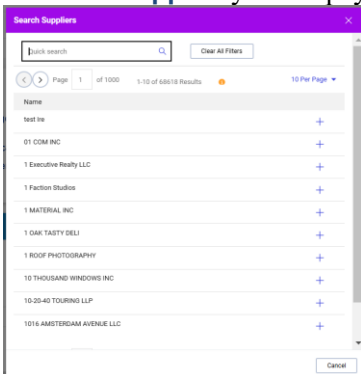 Search Suppliers
Quick search Clear All Filters
Page 1 of 1000 1-10 of 68618 Results 10 Per Page
Name
test Ire
01 COM INC
1 Executive Realty LLC
1 Faction Studios
1 MATERIAL INC
1 OAK TASTY DELI
1 ROOF PHOTOGRAPHY
10 THOUSAND WINDOWS INC
10-20-40 TOURING LLP
1016 AMSTERDAM AVENUE LLC
Cancel